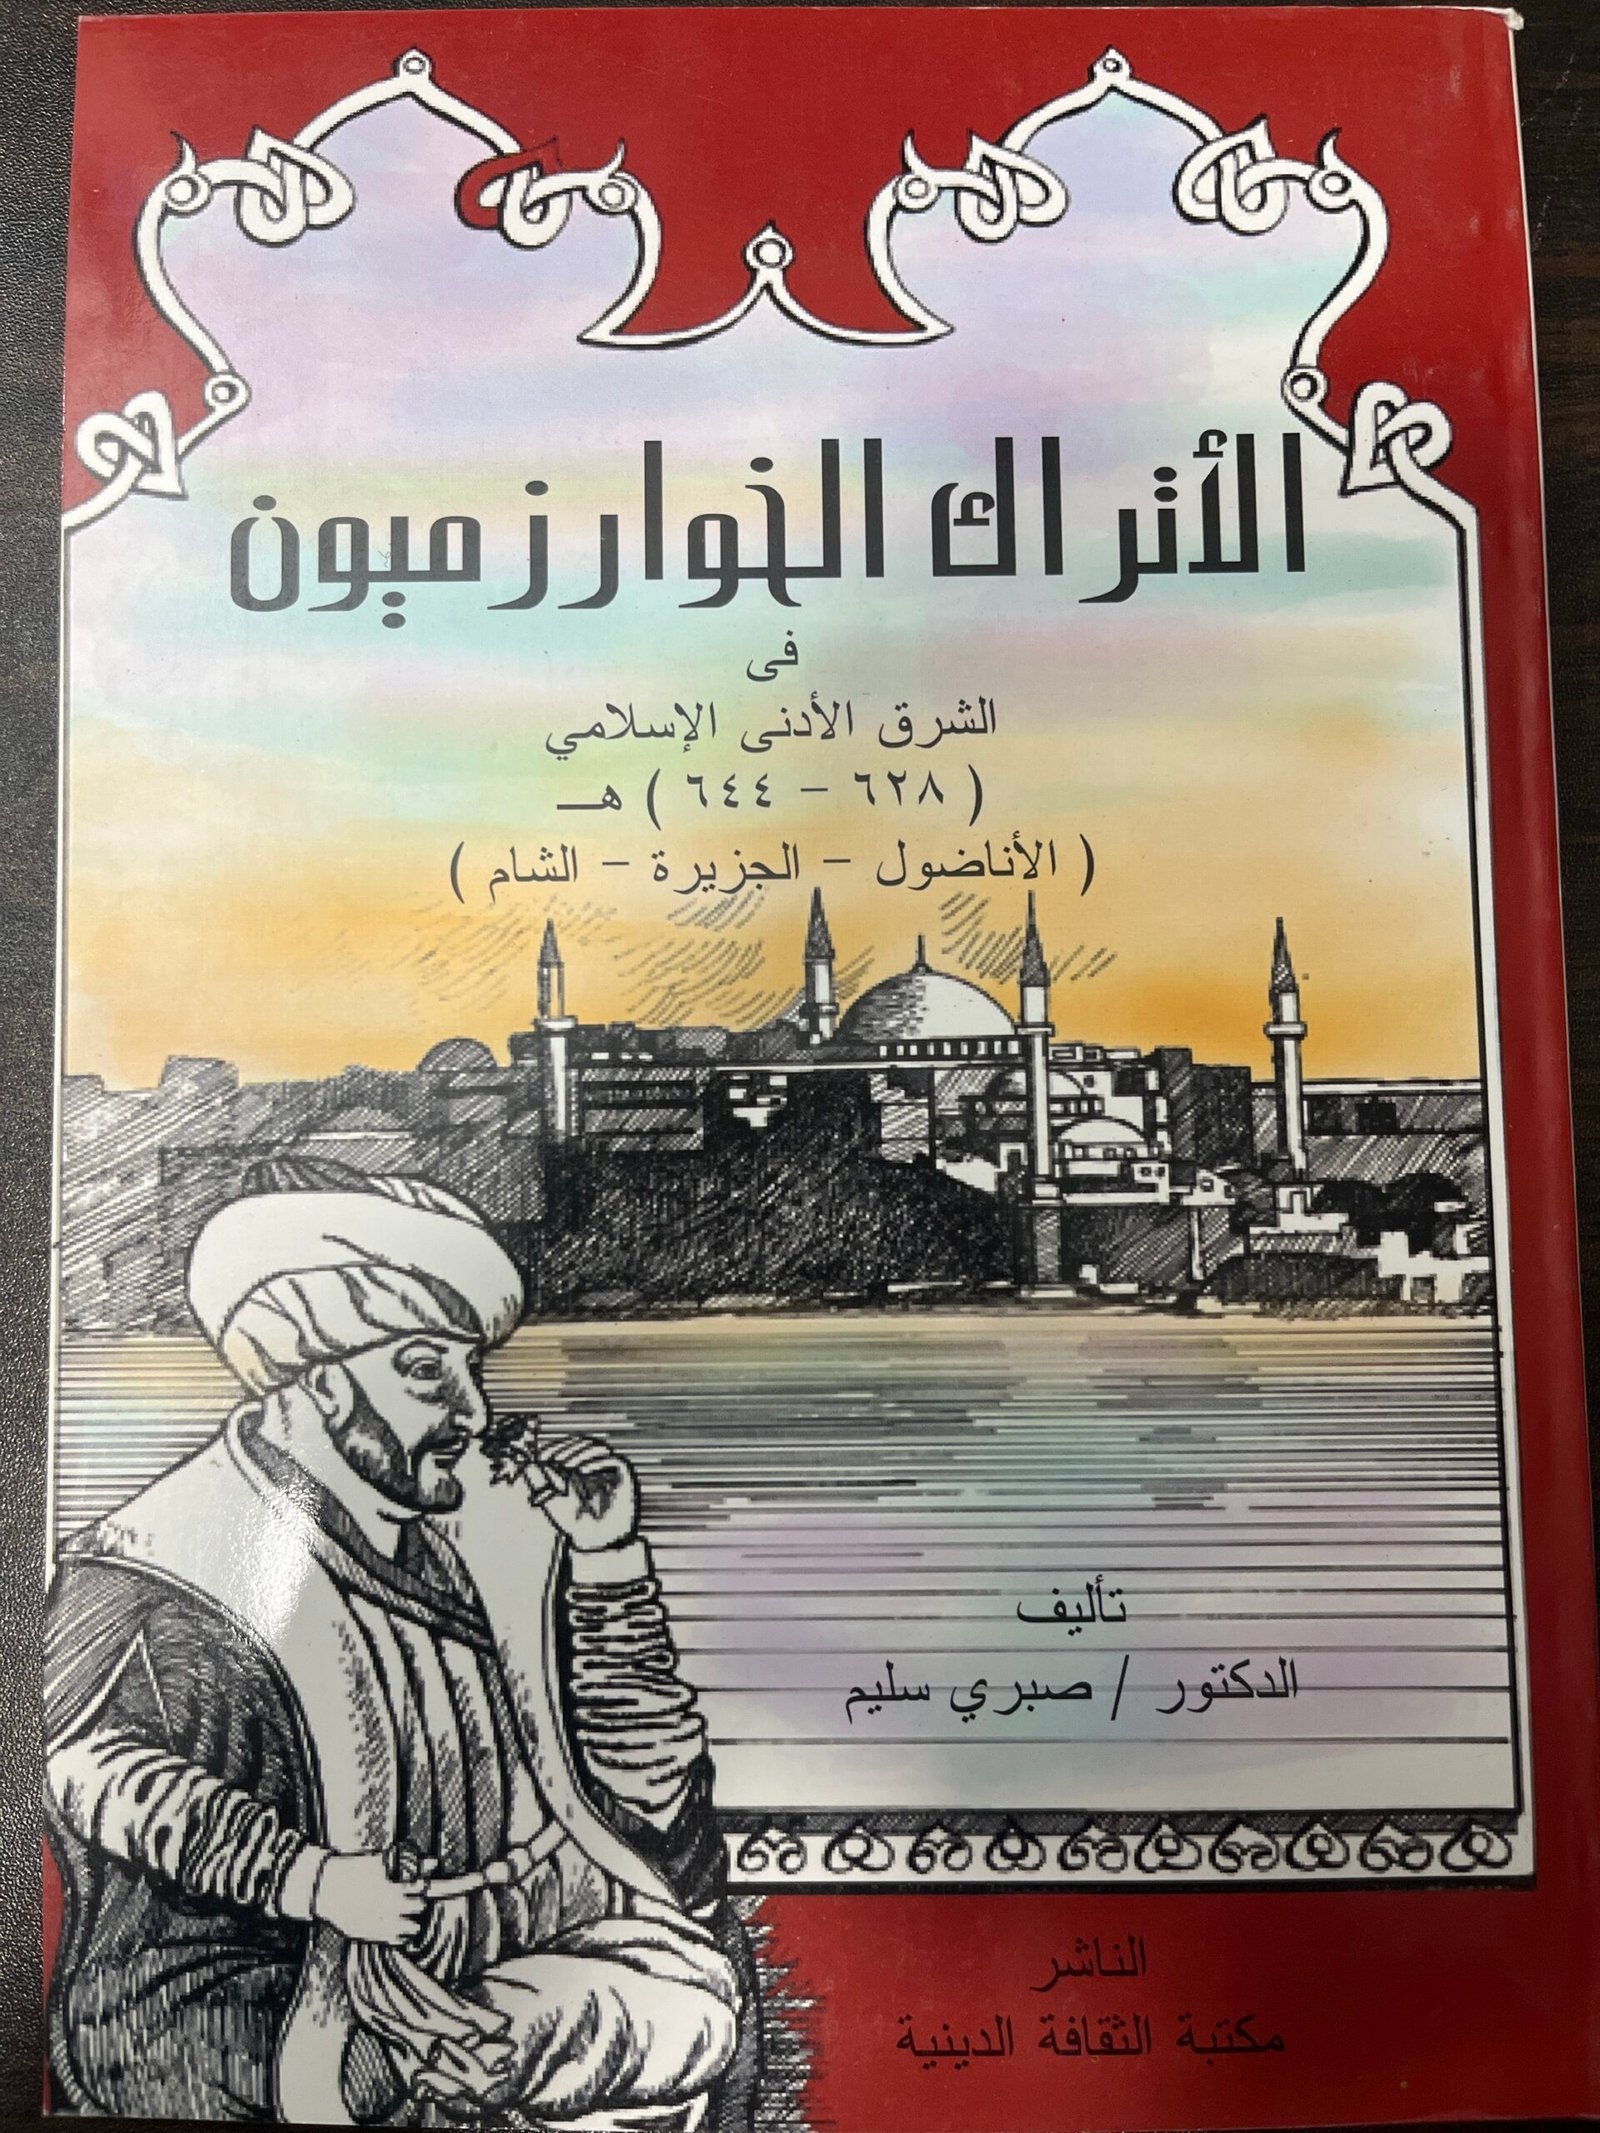 الأتراك الخوارزميون
فى
الشرق الأدنى الإسلامي
( ٦٢٨ - ٦٤٤ ) هـ
( الأناضول - الجزيرة - الشام )
تأليف
الدكتور / صبري سليم
الناشر
مكتبة الثقافة الدينية